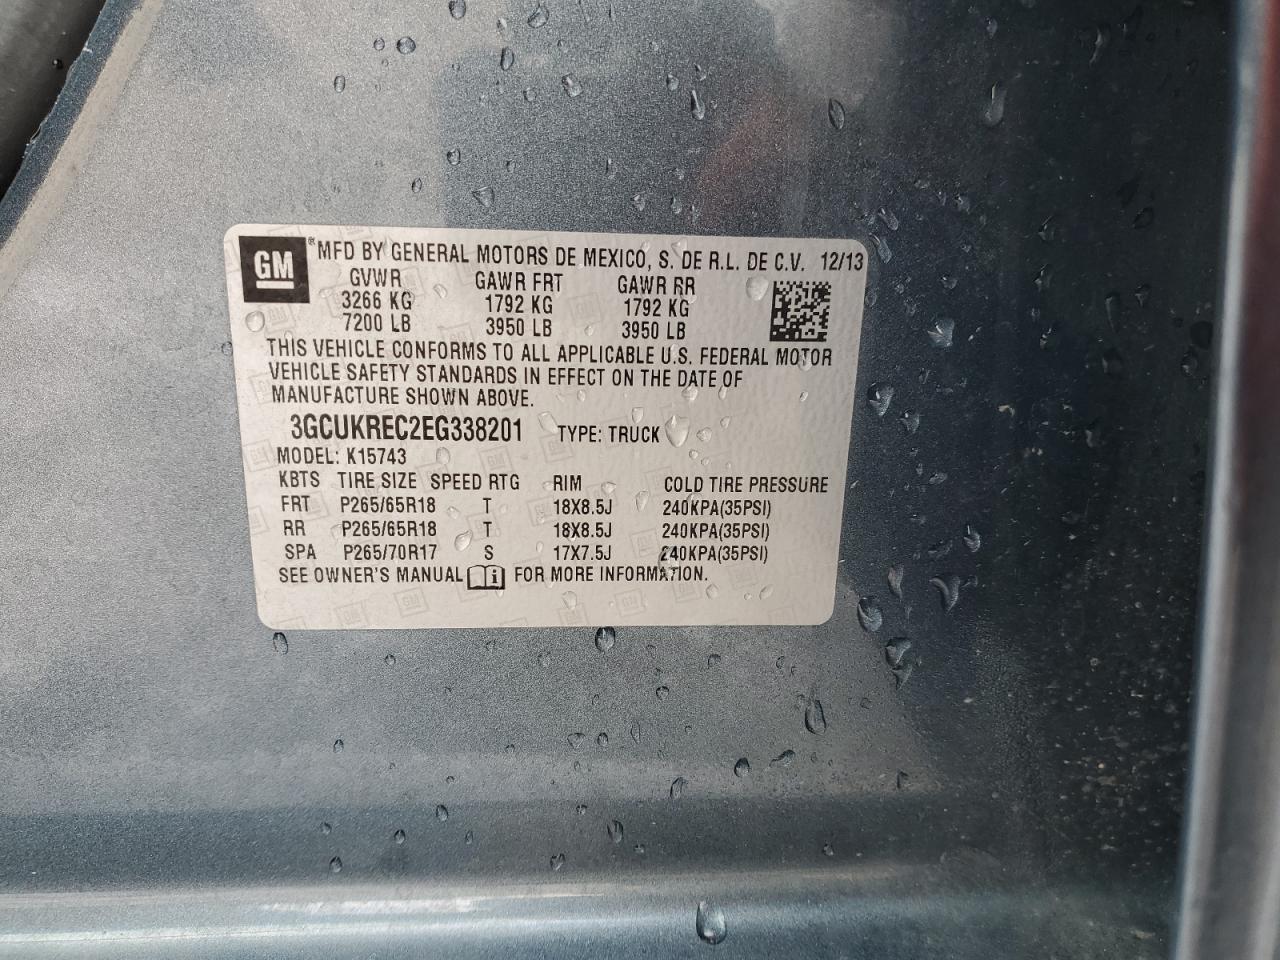 GM ® MFD BY GENERAL MOTORS DE MEXICO, S. DE R.L. DE C.V. 12/13
GVWR GAWR FRT GAWR RR
3266 KG 1792 KG 1792 KG
7200 LB 3950 LB 3950 LB
THIS VEHICLE CONFORMS TO ALL APPLICABLE U.S. FEDERAL MOTOR
VEHICLE SAFETY STANDARDS IN EFFECT ON THE DATE OF
MANUFACTURE SHOWN ABOVE.
3GCUKREC2EG338201 TYPE: TRUCK
MODEL: K15743
KBTS TIRE SIZE SPEED RTG RIM COLD TIRE PRESSURE
FRT P265/65R18 T 18X8.5J 240KPA(35PSI)
RR P265/65R18 T 18X8.5J 240KPA(35PSI)
SPA P265/70R17 S 17X7.5J 240KPA(35PSI)
SEE OWNER'S MANUAL i FOR MORE INFORMATION.